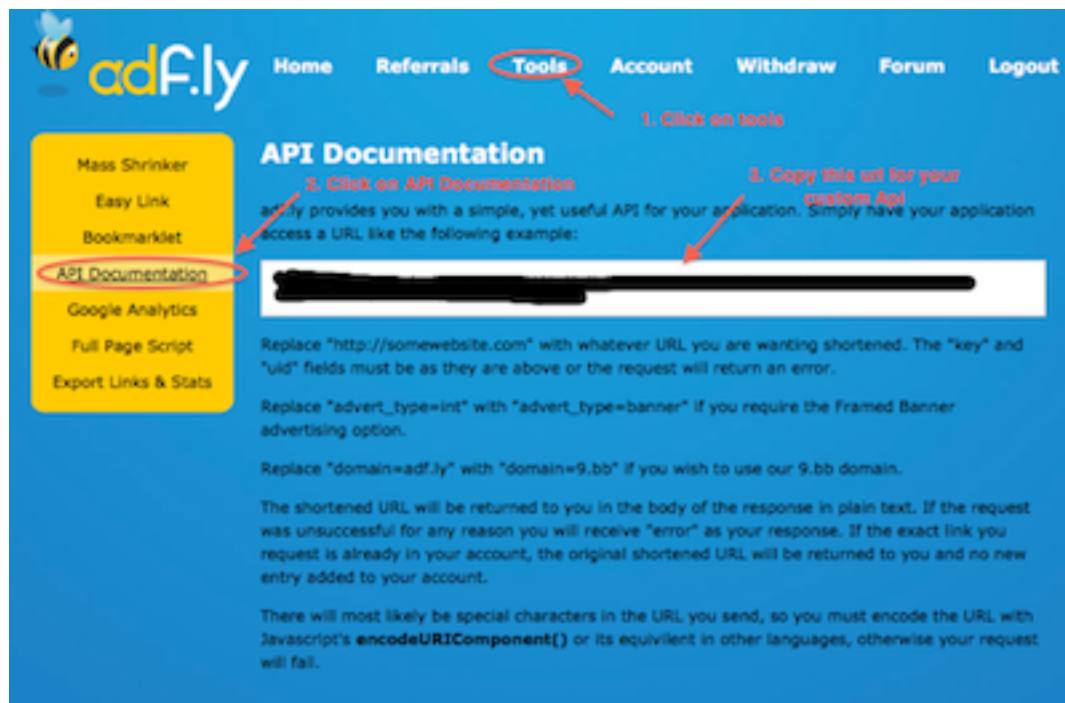 adf.ly
Home Referrals Tools Account Withdraw Forum Logout
1. Click on tools
Mass Shrinker
Easy Link
Bookmarklet
API Documentation
Google Analytics
Full Page Script
Export Links & Stats
API Documentation
2. Click on API Documentation
3. Copy this url for your
custom Api
adf.ly provides you with a simple, yet useful API for your application. Simply have your application
access a URL like the following example:
Replace "http://somewebsite.com" with whatever URL you are wanting shortened. The "key" and
"uid" fields must be as they are above or the request will return an error.
Replace "advert_type=int" with "advert_type=banner" if you require the Framed Banner
advertising option.
Replace "domain=adf.ly" with "domain=9.bb" if you wish to use our 9.bb domain.
The shortened URL will be returned to you in the body of the response in plain text. If the request
was unsuccessful for any reason you will receive "error" as your response. If the exact link you
request is already in your account, the original shortened URL will be returned to you and no new
entry added to your account.
There will most likely be special characters in the URL you send, so you must encode the URL with
Javascript's encodeURIComponent() or its equivilent in other languages, otherwise your request
will fail.